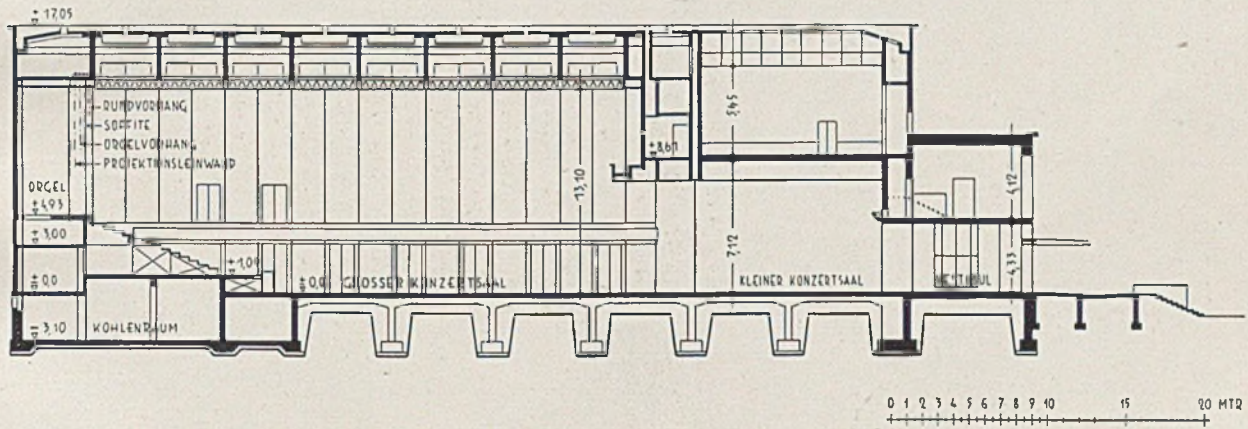 ± 17,05
RUNDVORHANG
SOFFITE
ORGELVORHANG
PROJEKTIONSLEINWAND
5,45
± 8,61
13,10
ORGEL
± 4,93
4,12
± 3,00
± 1,09
7,12
± 0,0
± 0,0 GROSSER KONZERTSAAL
KLEINER KONZERTSAAL
VESTIBUL
4,33
3,10
KOHLENRAUM
0 1 2 3 4 5 6 7 8 9 10 15 20 MTR